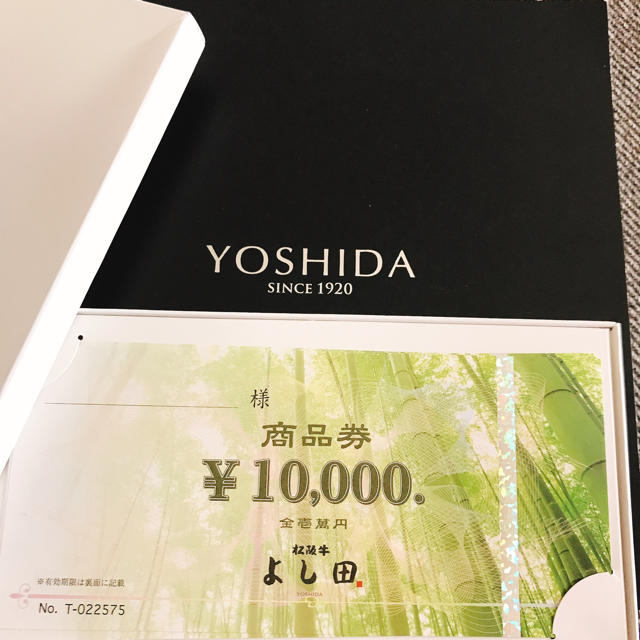 YOSHIDA
SINCE 1920
様
商品券
¥10,000.
金壱萬円
松阪牛
よし田
YOSHIDA
※有効期限は裏面に記載
No. T-022575